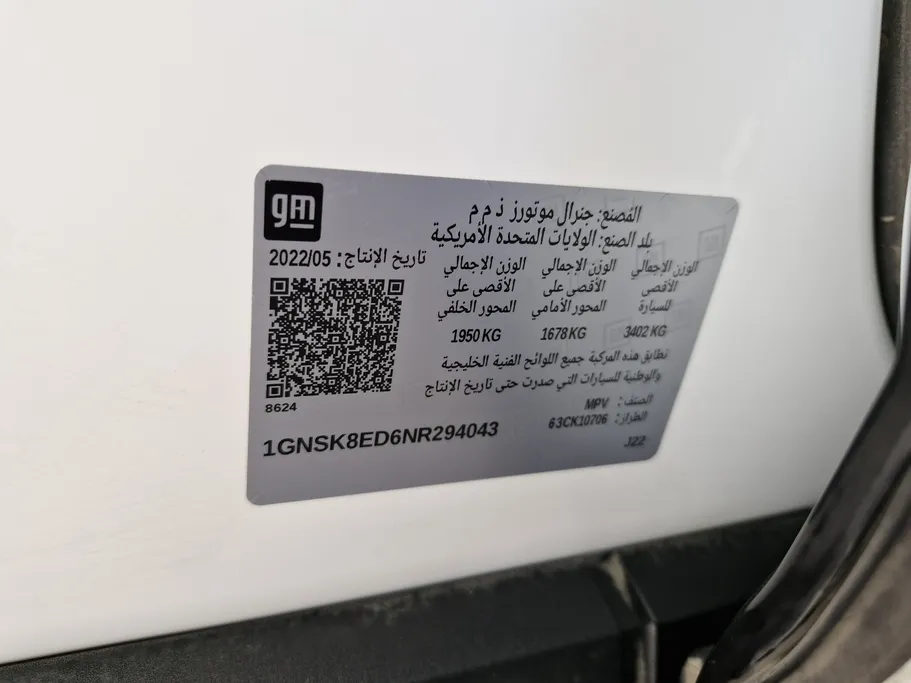 gm
المُصنع: جنرال موتورز ذ م م
بلد الصنع: الولايات المتحدة الأمريكية
تاريخ الإنتاج: 2022/05
الوزن الإجمالي الأقصى للسيارة
3402 KG
الوزن الإجمالي الأقصى على المحور الأمامي
1678 KG
الوزن الإجمالي الأقصى على المحور الخلفي
1950 KG
تطابق هذه المركبة جميع اللوائح الفنية الخليجية
والوطنية للسيارات التي صدرت حتى تاريخ الإنتاج
الصنف: MPV
الطراز: 63CK10706
J22
8624
1GNSK8ED6NR294043